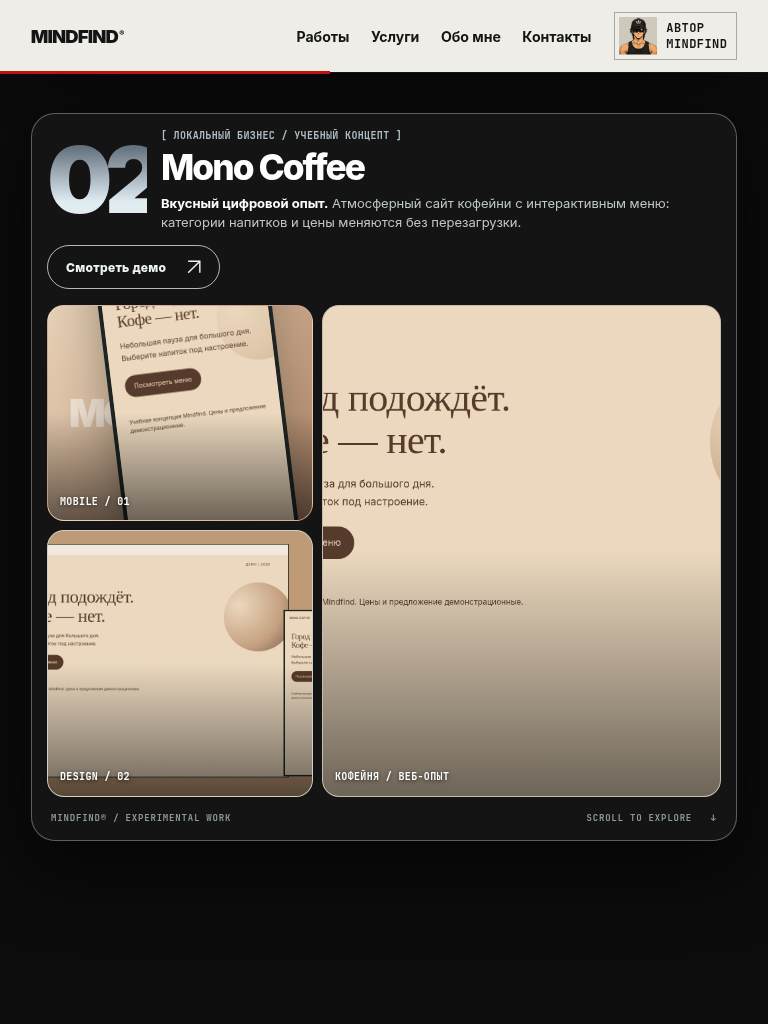 MINDFIND®
Работы
Услуги
Обо мне
Контакты
АВТОР
MINDFIND
02
[ ЛОКАЛЬНЫЙ БИЗНЕС / УЧЕБНЫЙ КОНЦЕПТ ]
Mono Coffee
Вкусный цифровой опыт. Атмосферный сайт кофейни с интерактивным меню:
категории напитков и цены меняются без перезагрузки.
Смотреть демо
Кофе — нет.
Небольшая пауза для большого дня.
Выберите напиток под настроение.
Посмотреть меню
Учебная концепция Mindfind. Цены и предложение
демонстрационные.
MOBILE / 01
д подождёт.
е — нет.
за для большого дня.
ток под настроение.
еню
Mindfind. Цены и предложение демонстрационные.
КОФЕЙНЯ / ВЕБ-ОПЫТ
д подождёт.
е — нет.
Город
Кофе —
DESIGN / 02
MINDFIND® / EXPERIMENTAL WORK
SCROLL TO EXPLORE ↓